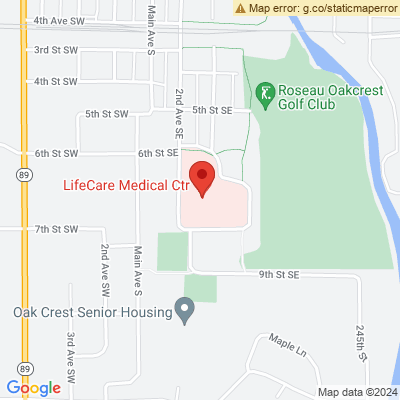 Map error: g.co/staticmaperror
4th Ave SW
3rd St SW
Main Ave S
4th St SW
2nd Ave SE
5th St SW
5th St SE
Roseau Oakcrest
Golf Club
6th St SW
6th St SE
89
LifeCare Medical Ctr
7th St SW
2nd Ave SW
Main Ave S
9th St SE
Oak Crest Senior Housing
3rd Ave SW
Maple Ln
245th St
89
Google
Map data ©2024